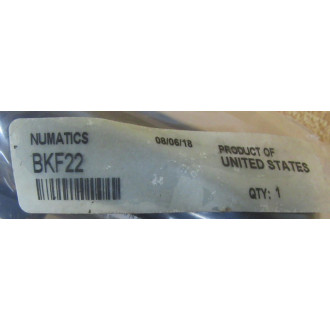 NUMATICS
08/06/18
PRODUCT OF
UNITED STATES
BKF22
QTY: 1